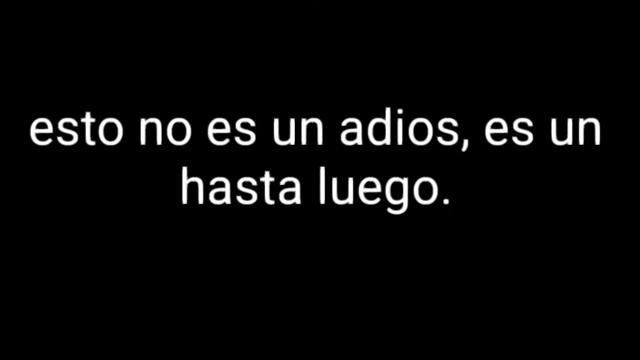 esto no es un adios, es un
hasta luego.